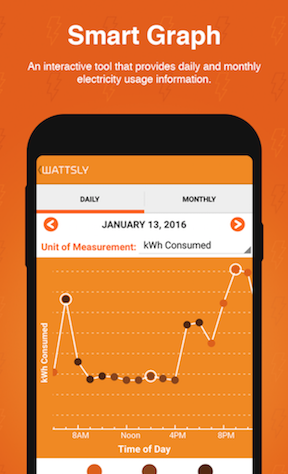 Smart Graph
An interactive tool that provides daily and monthly
electricity usage information.
WATTSLY
DAILY MONTHLY
JANUARY 13, 2016
Unit of Measurement: kWh Consumed
kWh Consumed
8AM Noon 4PM 8PM
Time of Day